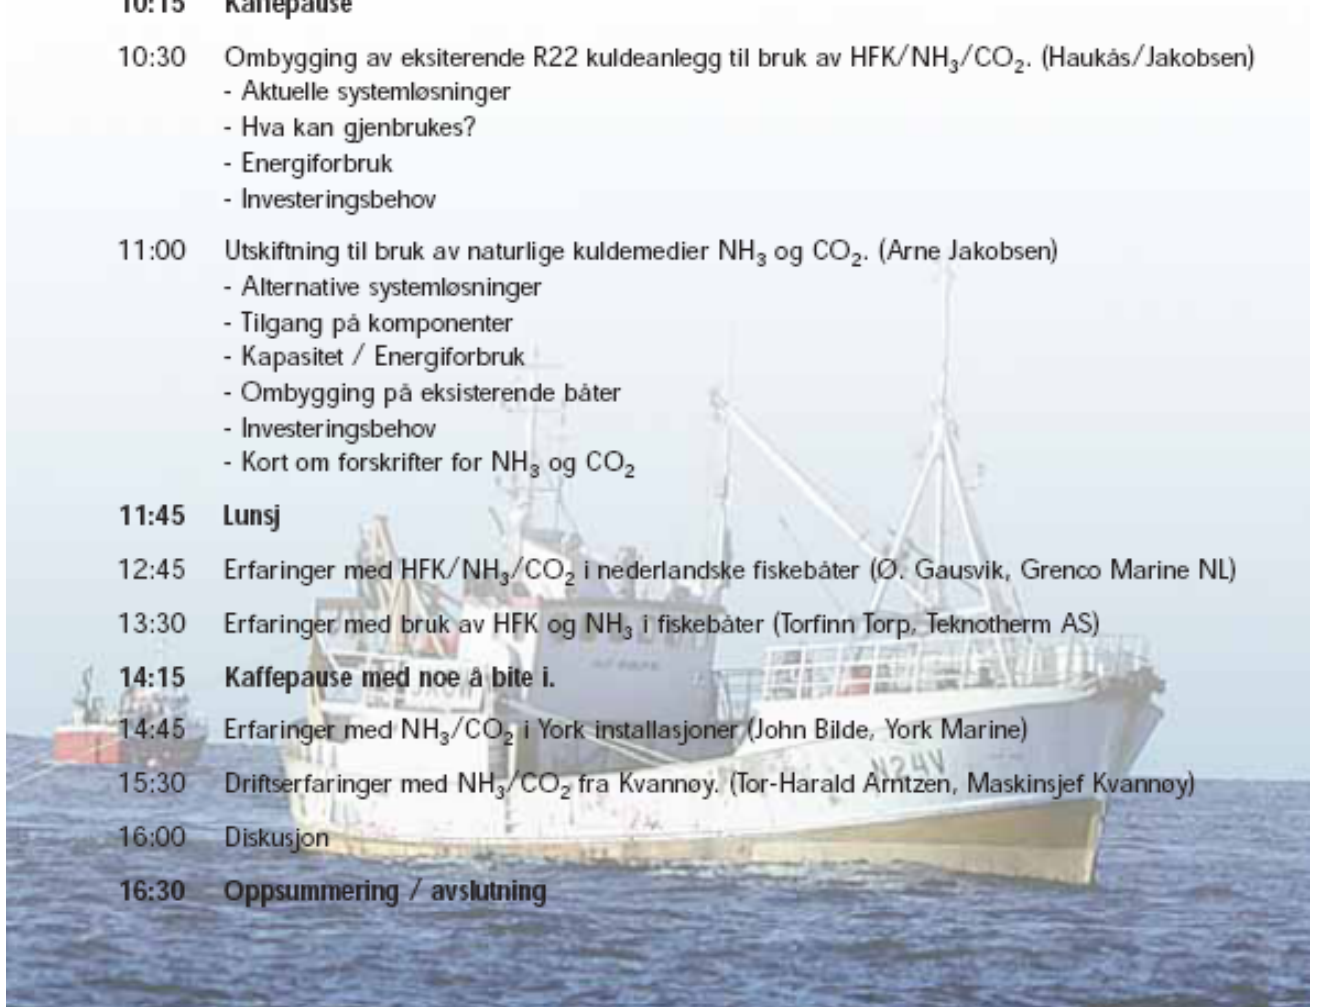 10:15 Kaffepause
10:30 Ombygging av eksiterende R22 kuldeanlegg til bruk av HFK/NH₃/CO₂. (Haukås/Jakobsen)
- Aktuelle systemløsninger
- Hva kan gjenbrukes?
- Energiforbruk
- Investeringsbehov
11:00 Utskiftning til bruk av naturlige kuldemedier NH₃ og CO₂. (Arne Jakobsen)
- Alternative systemløsninger
- Tilgang på komponenter
- Kapasitet / Energiforbruk
- Ombygging på eksisterende båter
- Investeringsbehov
- Kort om forskrifter for NH₃ og CO₂
11:45 Lunsj
12:45 Erfaringer med HFK/NH₃/CO₂ i nederlandske fiskebåter (Ø. Gausvik, Grenco Marine NL)
13:30 Erfaringer med bruk av HFK og NH₃ i fiskebåter (Torfinn Torp, Teknotherm AS)
14:15 Kaffepause med noe å bite i.
14:45 Erfaringer med NH₃/CO₂ i York installasjoner (John Bilde, York Marine)
N24V
15:30 Driftserfaringer med NH₃/CO₂ fra Kvannøy. (Tor-Harald Arntzen, Maskinsjef Kvannøy)
16:00 Diskusjon
16:30 Oppsummering / avslutning